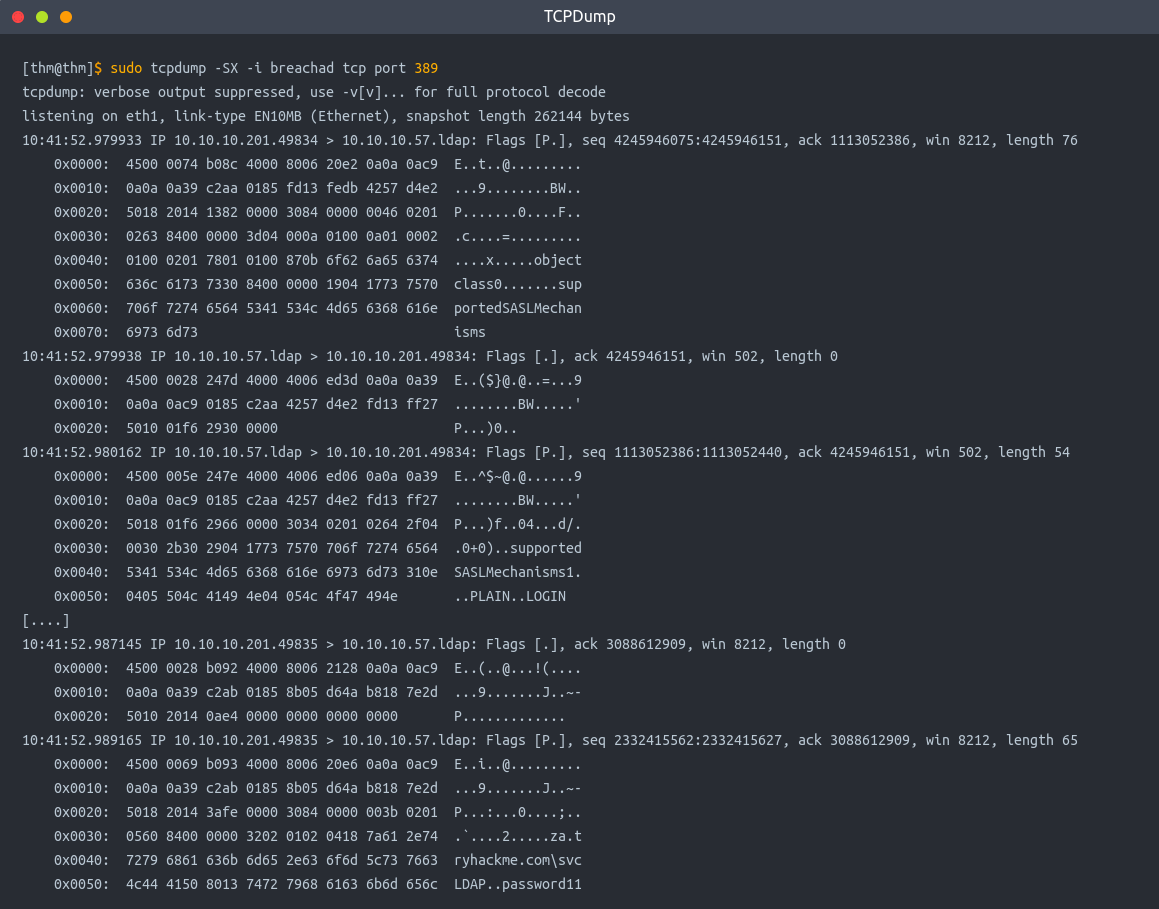 TCPDump
[thm@thm]$ sudo tcpdump -SX -i breachad tcp port 389
tcpdump: verbose output suppressed, use -v[v]... for full protocol decode
listening on eth1, link-type EN10MB (Ethernet), snapshot length 262144 bytes
10:41:52.979933 IP 10.10.10.201.49834 > 10.10.10.57.ldap: Flags [P.], seq 4245946075:4245946151, ack 1113052386, win 8212, length 76
    0x0000:  4500 0074 b08c 4000 8006 20e2 0a0a 0ac9  E..t..@.........
    0x0010:  0a0a 0a39 c2aa 0185 fd13 fedb 4257 d4e2  ...9........BW..
    0x0020:  5018 2014 1382 0000 3084 0000 0046 0201  P.......0....F..
    0x0030:  0263 8400 0000 3d04 000a 0100 0a01 0002  .c....=.........
    0x0040:  0100 0201 7801 0100 870b 6f62 6a65 6374  ....x.....object
    0x0050:  636c 6173 7330 8400 0000 1904 1773 7570  class0.......sup
    0x0060:  706f 7274 6564 5341 534c 4d65 6368 616e  portedSASLMechan
    0x0070:  6973 6d73                                isms
10:41:52.979938 IP 10.10.10.57.ldap > 10.10.10.201.49834: Flags [.], ack 4245946151, win 502, length 0
    0x0000:  4500 0028 247d 4000 4006 ed3d 0a0a 0a39  E..($}@.@..=...9
    0x0010:  0a0a 0ac9 0185 c2aa 4257 d4e2 fd13 ff27  ........BW.....'
    0x0020:  5010 01f6 2930 0000                      P...)0..
10:41:52.980162 IP 10.10.10.57.ldap > 10.10.10.201.49834: Flags [P.], seq 1113052386:1113052440, ack 4245946151, win 502, length 54
    0x0000:  4500 005e 247e 4000 4006 ed06 0a0a 0a39  E..^$~@.@......9
    0x0010:  0a0a 0ac9 0185 c2aa 4257 d4e2 fd13 ff27  ........BW.....'
    0x0020:  5018 01f6 2966 0000 3034 0201 0264 2f04  P...)f..04...d/.
    0x0030:  0030 2b30 2904 1773 7570 706f 7274 6564  .0+0)..supported
    0x0040:  5341 534c 4d65 6368 616e 6973 6d73 310e  SASLMechanisms1.
    0x0050:  0405 504c 4149 4e04 054c 4f47 494e       ..PLAIN..LOGIN
[....]
10:41:52.987145 IP 10.10.10.201.49835 > 10.10.10.57.ldap: Flags [.], ack 3088612909, win 8212, length 0
    0x0000:  4500 0028 b092 4000 8006 2128 0a0a 0ac9  E..(..@...!(....
    0x0010:  0a0a 0a39 c2ab 0185 8b05 d64a b818 7e2d  ...9.......J..~-
    0x0020:  5010 2014 0ae4 0000 0000 0000 0000       P.............
10:41:52.989165 IP 10.10.10.201.49835 > 10.10.10.57.ldap: Flags [P.], seq 2332415562:2332415627, ack 3088612909, win 8212, length 65
    0x0000:  4500 0069 b093 4000 8006 20e6 0a0a 0ac9  E..i..@.........
    0x0010:  0a0a 0a39 c2ab 0185 8b05 d64a b818 7e2d  ...9.......J..~-
    0x0020:  5018 2014 3afe 0000 3084 0000 003b 0201  P...:...0....;..
    0x0030:  0560 8400 0000 3202 0102 0418 7a61 2e74  .`....2.....za.t
    0x0040:  7279 6861 636b 6d65 2e63 6f6d 5c73 7663  ryhackme.com\svc
    0x0050:  4c44 4150 8013 7472 7968 6163 6b6d 656c  LDAP..password11